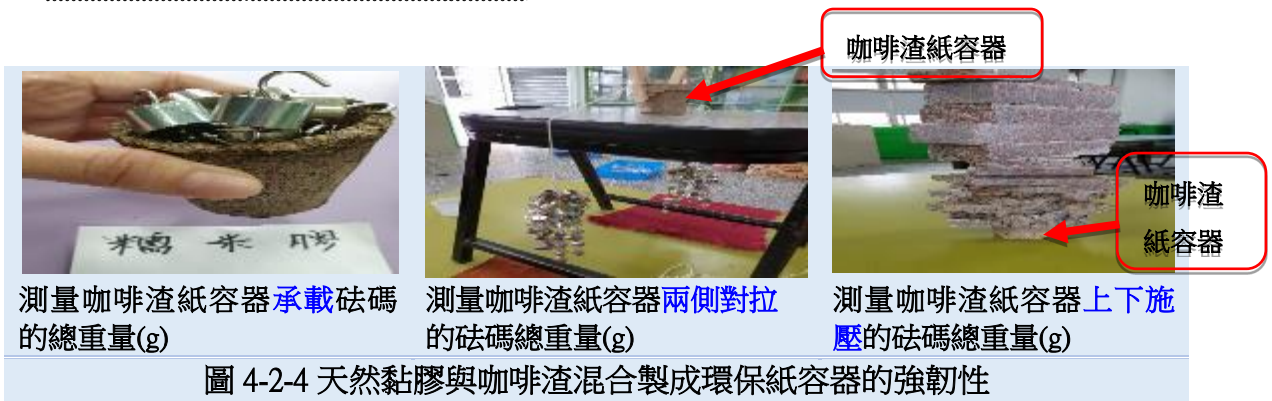 咖啡渣紙容器
咖啡渣
紙容器
糯米膠
測量咖啡渣紙容器承載砝碼
的總重量(g)
測量咖啡渣紙容器兩側對拉
的砝碼總重量(g)
測量咖啡渣紙容器上下施
壓的砝碼總重量(g)
圖 4-2-4 天然黏膠與咖啡渣混合製成環保紙容器的強韌性